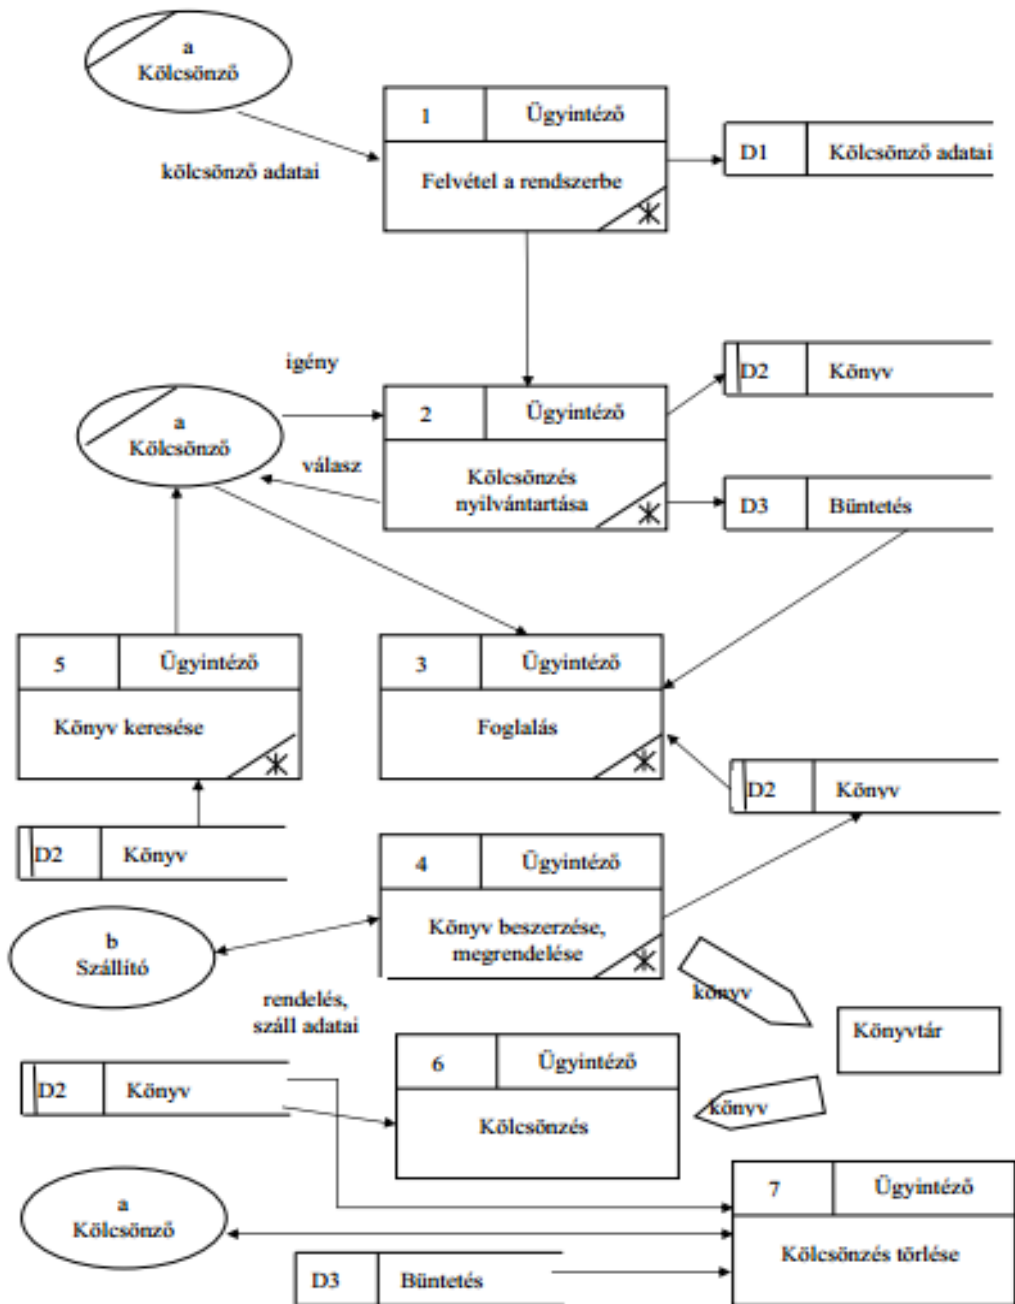 a
Kölcsönző
1
Ügyintéző
kölcsönző adatai
Felvétel a rendszerbe
D1
Kölcsönző adatai
igény
a
Kölcsönző
válasz
2
Ügyintéző
Kölcsönzés
nyilvántartása
D2
Könyv
D3
Büntetés
5
Ügyintéző
Könyv keresése
3
Ügyintéző
Foglalás
D2
Könyv
D2
Könyv
4
Ügyintéző
Könyv beszerzése,
megrendelése
b
Szállító
rendelés,
száll adatai
könyv
Könyvtár
könyv
D2
Könyv
6
Ügyintéző
Kölcsönzés
a
Kölcsönző
7
Ügyintéző
Kölcsönzés törlése
D3
Büntetés